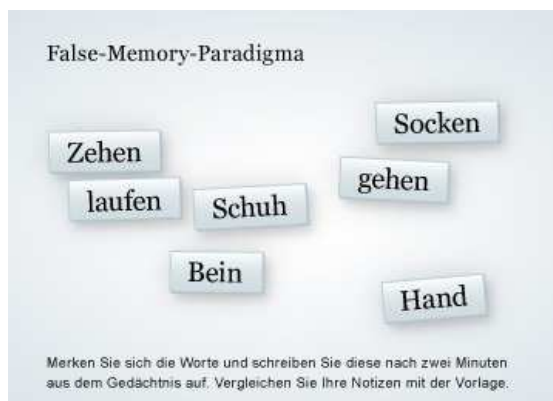 False-Memory-Paradigma
Socken
Zehen
gehen
laufen
Schuh
Bein
Hand
Merken Sie sich die Worte und schreiben Sie diese nach zwei Minuten
aus dem Gedächtnis auf. Vergleichen Sie Ihre Notizen mit der Vorlage.